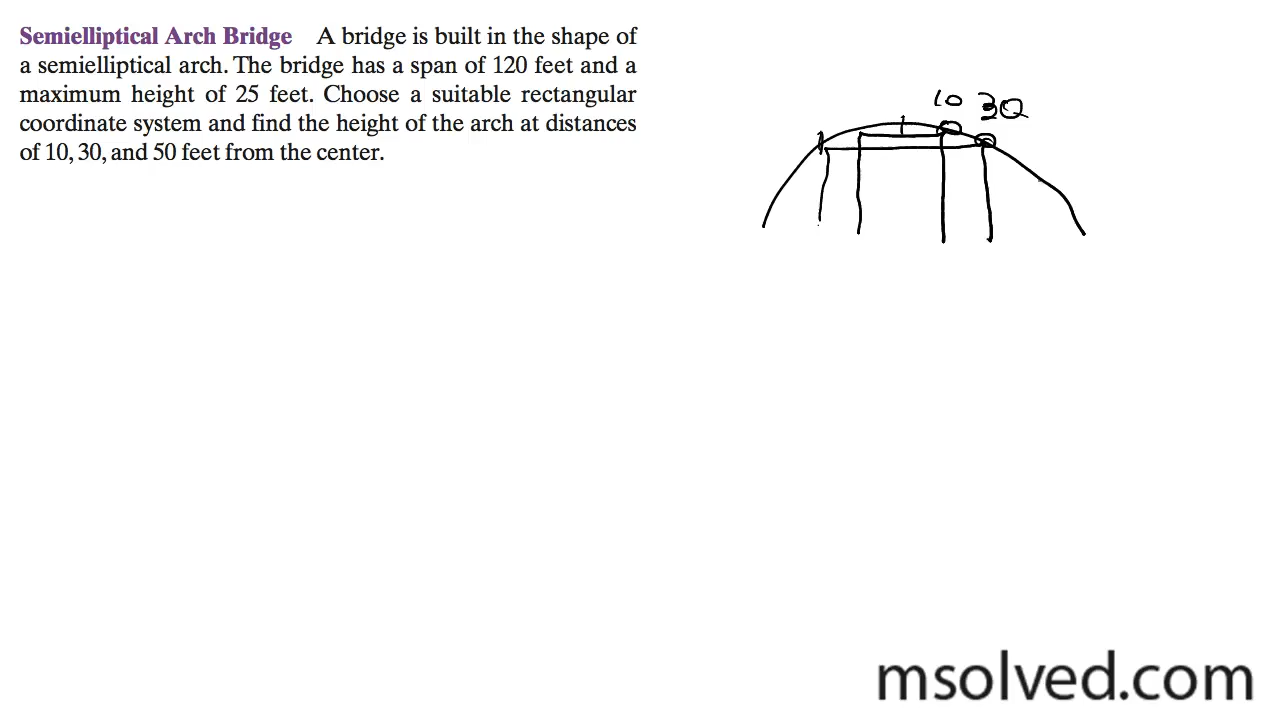 Semielliptical Arch Bridge A bridge is built in the shape of
a semielliptical arch. The bridge has a span of 120 feet and a
maximum height of 25 feet. Choose a suitable rectangular
coordinate system and find the height of the arch at distances
of 10, 30, and 50 feet from the center.
10 30
msolved.com